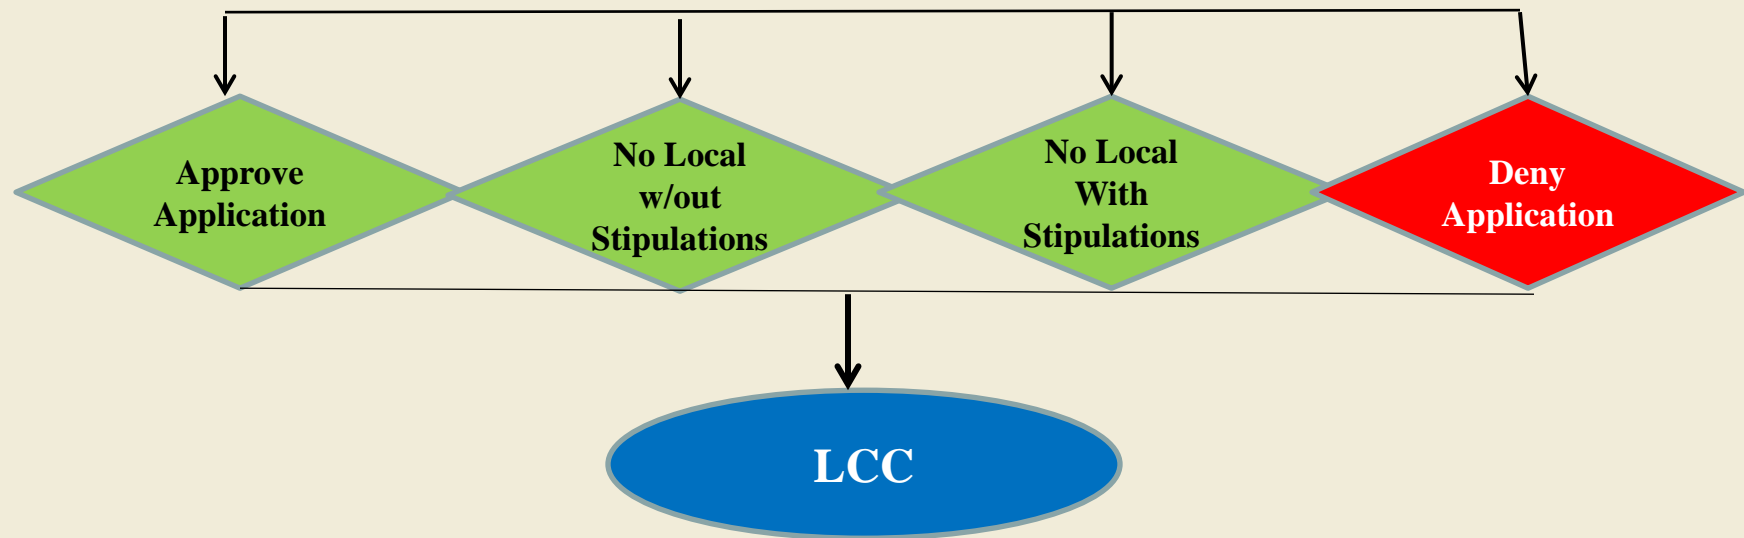 Approve
Application
No Local
w/out
Stipulations
No Local
With
Stipulations
Deny
Application
LCC